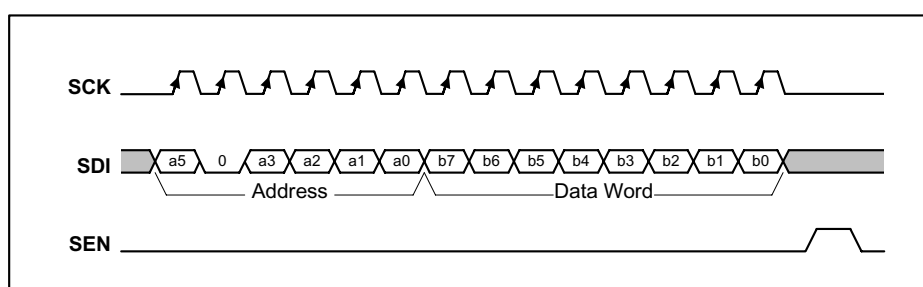 SCK
SDI a5 0 a3 a2 a1 a0 b7 b6 b5 b4 b3 b2 b1 b0
Address Data Word
SEN